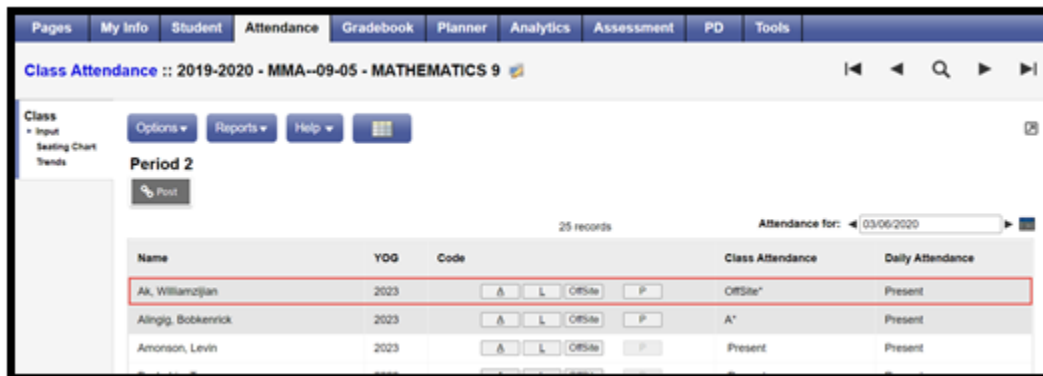 Pages My Info Student Attendance Gradebook Planner Analytics Assessment PD Tools
Class Attendance :: 2019-2020 - MMA--09-05 - MATHEMATICS 9
Class
Input
Seating Chart
Trends
Options Reports Help
Period 2
Post
25 records Attendance for: 03/06/2020
Name YOG Code Class Attendance Daily Attendance
Ak, Williamzijian 2023 A L OffSite P OffSite* Present
Alingig, Bobkenrick 2023 A L OffSite P A* Present
Amonson, Levin 2023 A L OffSite P Present Present